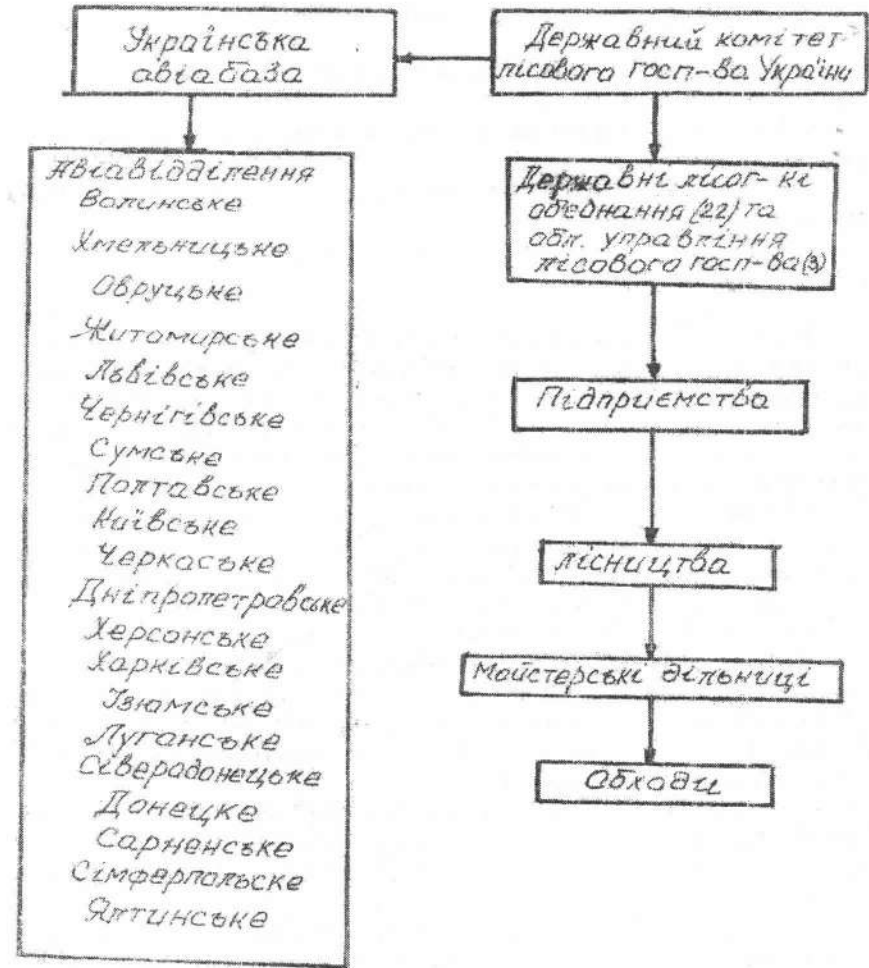 Українська
авіабаза
Державний комітет
лісового госп-ва України
Авіавідділення
Волинське
Хмельницьке
Овруцьке
Житомирське
Львівське
Чернігівське
Сумське
Полтавське
Київське
Черкаське
Дніпропетровське
Херсонське
Харківське
Ізюмське
Луганське
Сіверодонецьке
Донецке
Сарненське
Сімферпольске
Ялтинське
Державні лісог-кі
обєднання (22) та
обл. управління
лісового госп-ва (3)
Підприємства
лісництва
Майстерські дільниці
Обходи